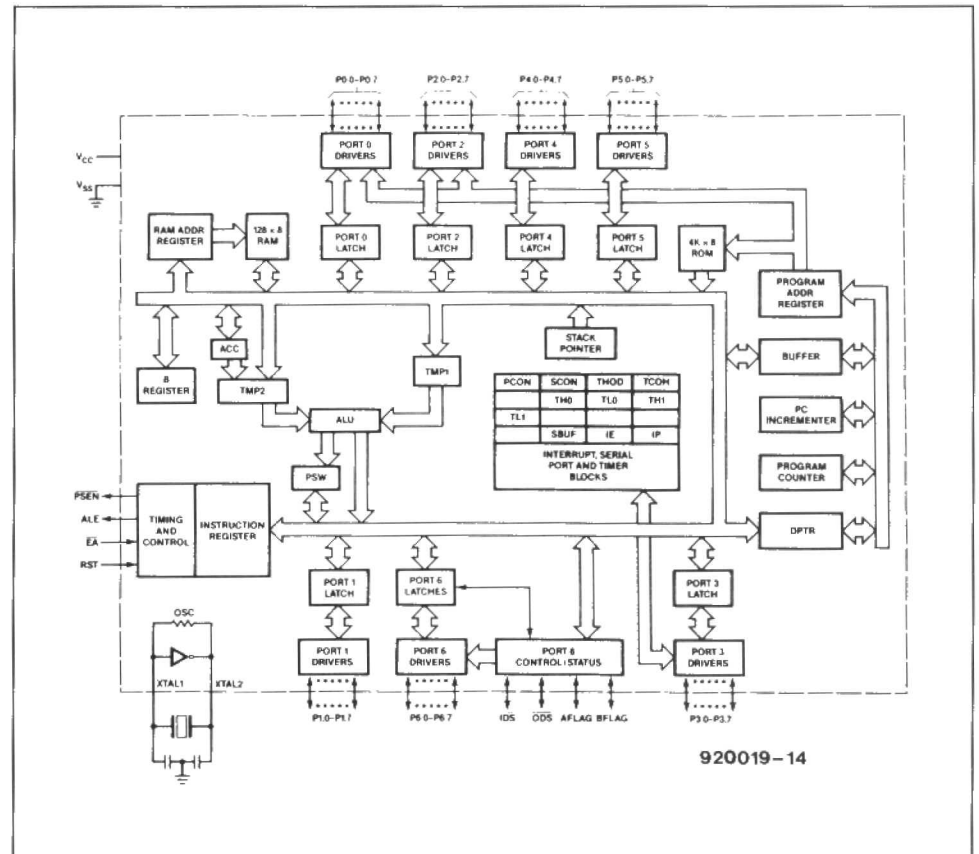 P0.0–P0.7
P2.0–P2.7
P4.0–P4.7
P5.0–P5.7
VCC
VSS
PORT 0
DRIVERS
PORT 2
DRIVERS
PORT 4
DRIVERS
PORT 5
DRIVERS
RAM ADDR
REGISTER
128 × 8
RAM
PORT 0
LATCH
PORT 2
LATCH
PORT 4
LATCH
PORT 5
LATCH
4K × 8
ROM
PROGRAM
ADDR
REGISTER
B
REGISTER
ACC
TMP2
TMP1
ALU
PSW
STACK
POINTER
BUFFER
PC
INCREMENTER
PROGRAM
COUNTER
DPTR
PCON SCON TMOD TCON
TH0 TL0 TH1
TL1
SBUF IE IP
INTERRUPT, SERIAL
PORT AND TIMER
BLOCKS
PSEN
ALE
EA
RST
TIMING
AND
CONTROL
INSTRUCTION
REGISTER
PORT 1
LATCH
PORT 6
LATCHES
PORT 3
LATCH
OSC
XTAL1
XTAL2
PORT 1
DRIVERS
PORT 6
DRIVERS
PORT 6
CONTROL/STATUS
PORT 3
DRIVERS
P1.0–P1.7
P6.0–P6.7
IDS
ODS
AFLAG
BFLAG
P3.0–P3.7
920019–14